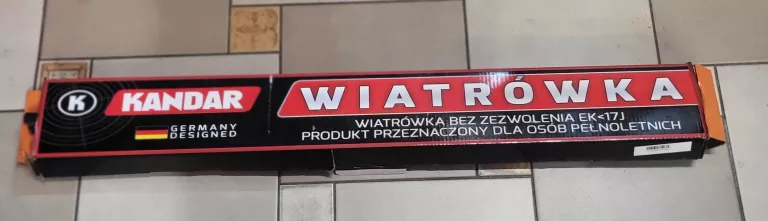 K
KANDAR
GERMANY
DESIGNED
WIATRÓWKA
WIATRÓWKA BEZ ZEZWOLENIA EK<17J
PRODUKT PRZEZNACZONY DLA OSÓB PEŁNOLETNICH